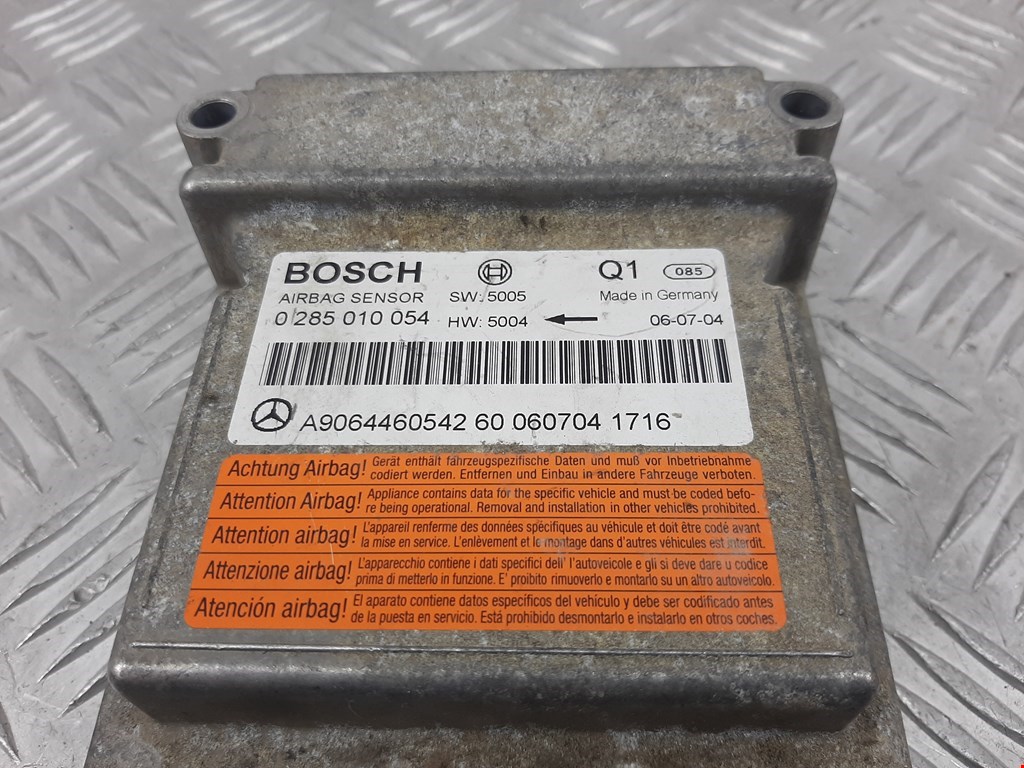 BOSCH Q1 085
AIRBAG SENSOR SW: 5005 Made in Germany
0 285 010 054 HW: 5004 06-07-04
A9064460542 60 060704 1716
Achtung Airbag! Gerät enthält fahrzeugspezifische Daten und muß vor Inbetriebnahme
codiert werden. Entfernen und Einbau in andere Fahrzeuge verboten.
Attention Airbag! Appliance contains data for the specific vehicle and must be coded befo-
re being operational. Removal and installation in other vehicles prohibited.
Attention airbag! L'appareil renferme des données spécifiques au véhicule et doit être codé avant
la mise en service. L'enlèvement et le montage dans d'autres véhicules est interdit.
Attenzione airbag! L'apparecchio contiene i dati specifici dell' l'autoveicolo e gli si deve dare u codice
prima di metterlo in funzione. E' proibito rimuoverlo e montarlo su un altro autoveicolo.
Atención airbag! El aparato contiene datos especificos del vehículo y debe ser codificado antes
de la puesta en servicio. Está prohibido desmontarlo e instalarlo en otros coches.